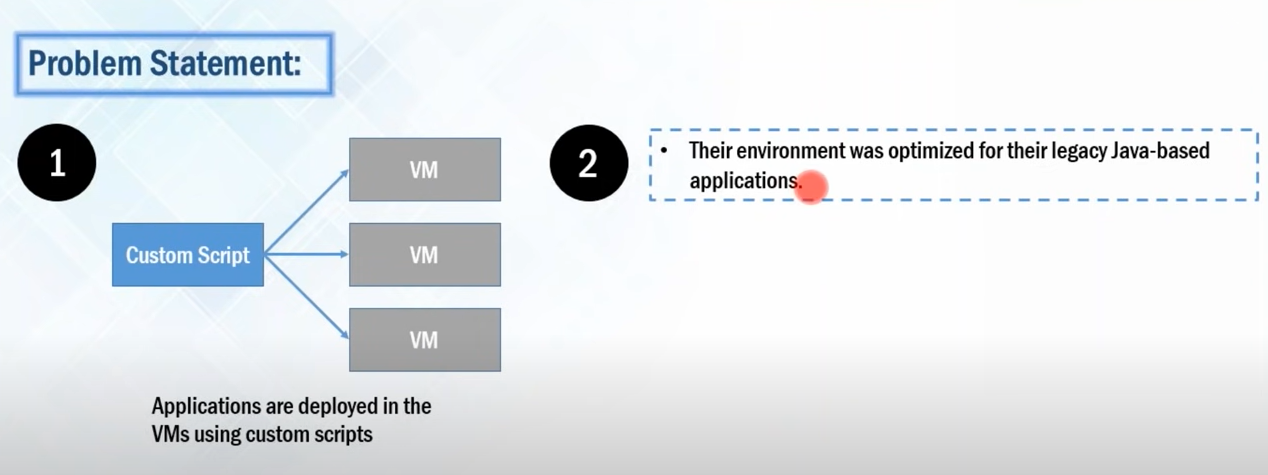 Problem Statement:
1
VM
Custom Script
VM
VM
Applications are deployed in the
VMs using custom scripts
2
• Their environment was optimized for their legacy Java-based
applications.